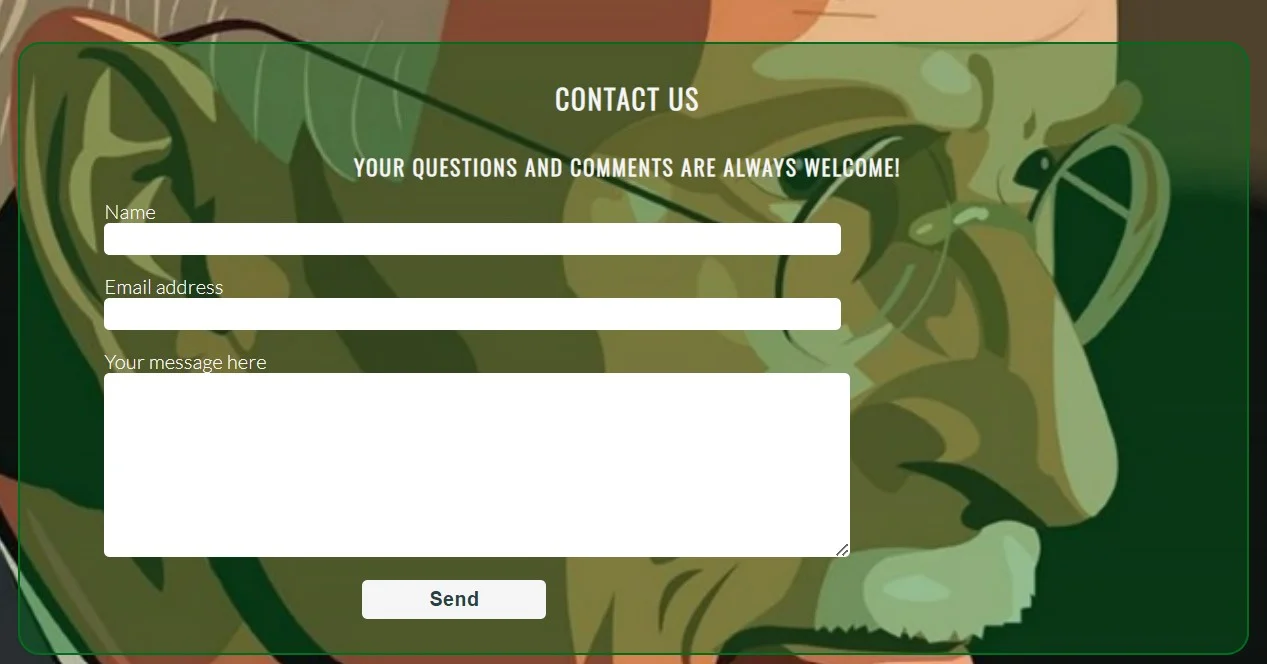 CONTACT US
YOUR QUESTIONS AND COMMENTS ARE ALWAYS WELCOME!
Name
Email address
Your message here
Send